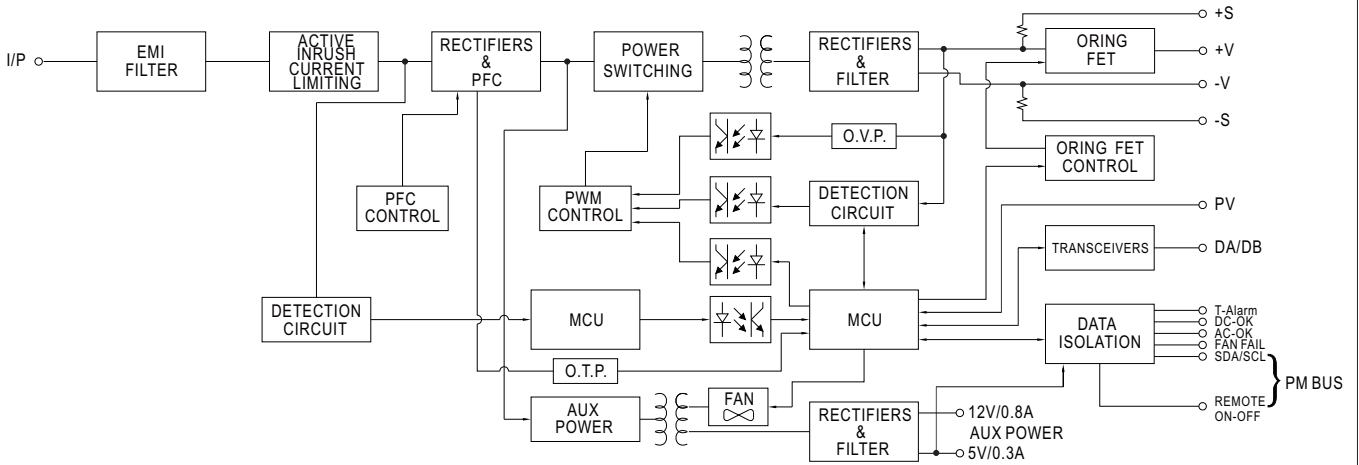 I/P
EMI
FILTER
ACTIVE
INRUSH
CURRENT
LIMITING
RECTIFIERS
&
PFC
POWER
SWITCHING
RECTIFIERS
&
FILTER
ORING
FET
+S
+V
-V
-S
O.V.P.
ORING FET
CONTROL
PFC
CONTROL
PWM
CONTROL
DETECTION
CIRCUIT
PV
TRANSCEIVERS
DA/DB
DETECTION
CIRCUIT
MCU
MCU
DATA
ISOLATION
T-Alarm
DC-OK
AC-OK
FAN FAIL
SDA/SCL
PM BUS
REMOTE
ON-OFF
O.T.P.
AUX
POWER
FAN
RECTIFIERS
&
FILTER
12V/0.8A
AUX POWER
5V/0.3A